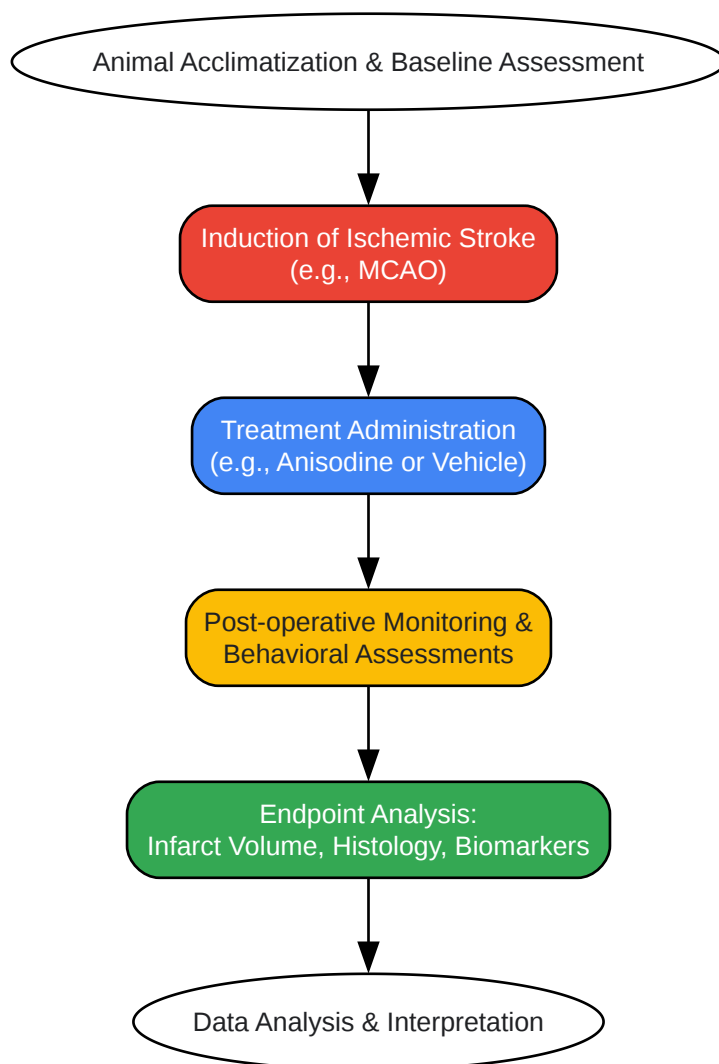 Animal Acclimatization & Baseline Assessment
Induction of Ischemic Stroke
(e.g., MCAO)
Treatment Administration
(e.g., Anisodine or Vehicle)
Post-operative Monitoring &
Behavioral Assessments
Endpoint Analysis:
Infarct Volume, Histology, Biomarkers
Data Analysis & Interpretation